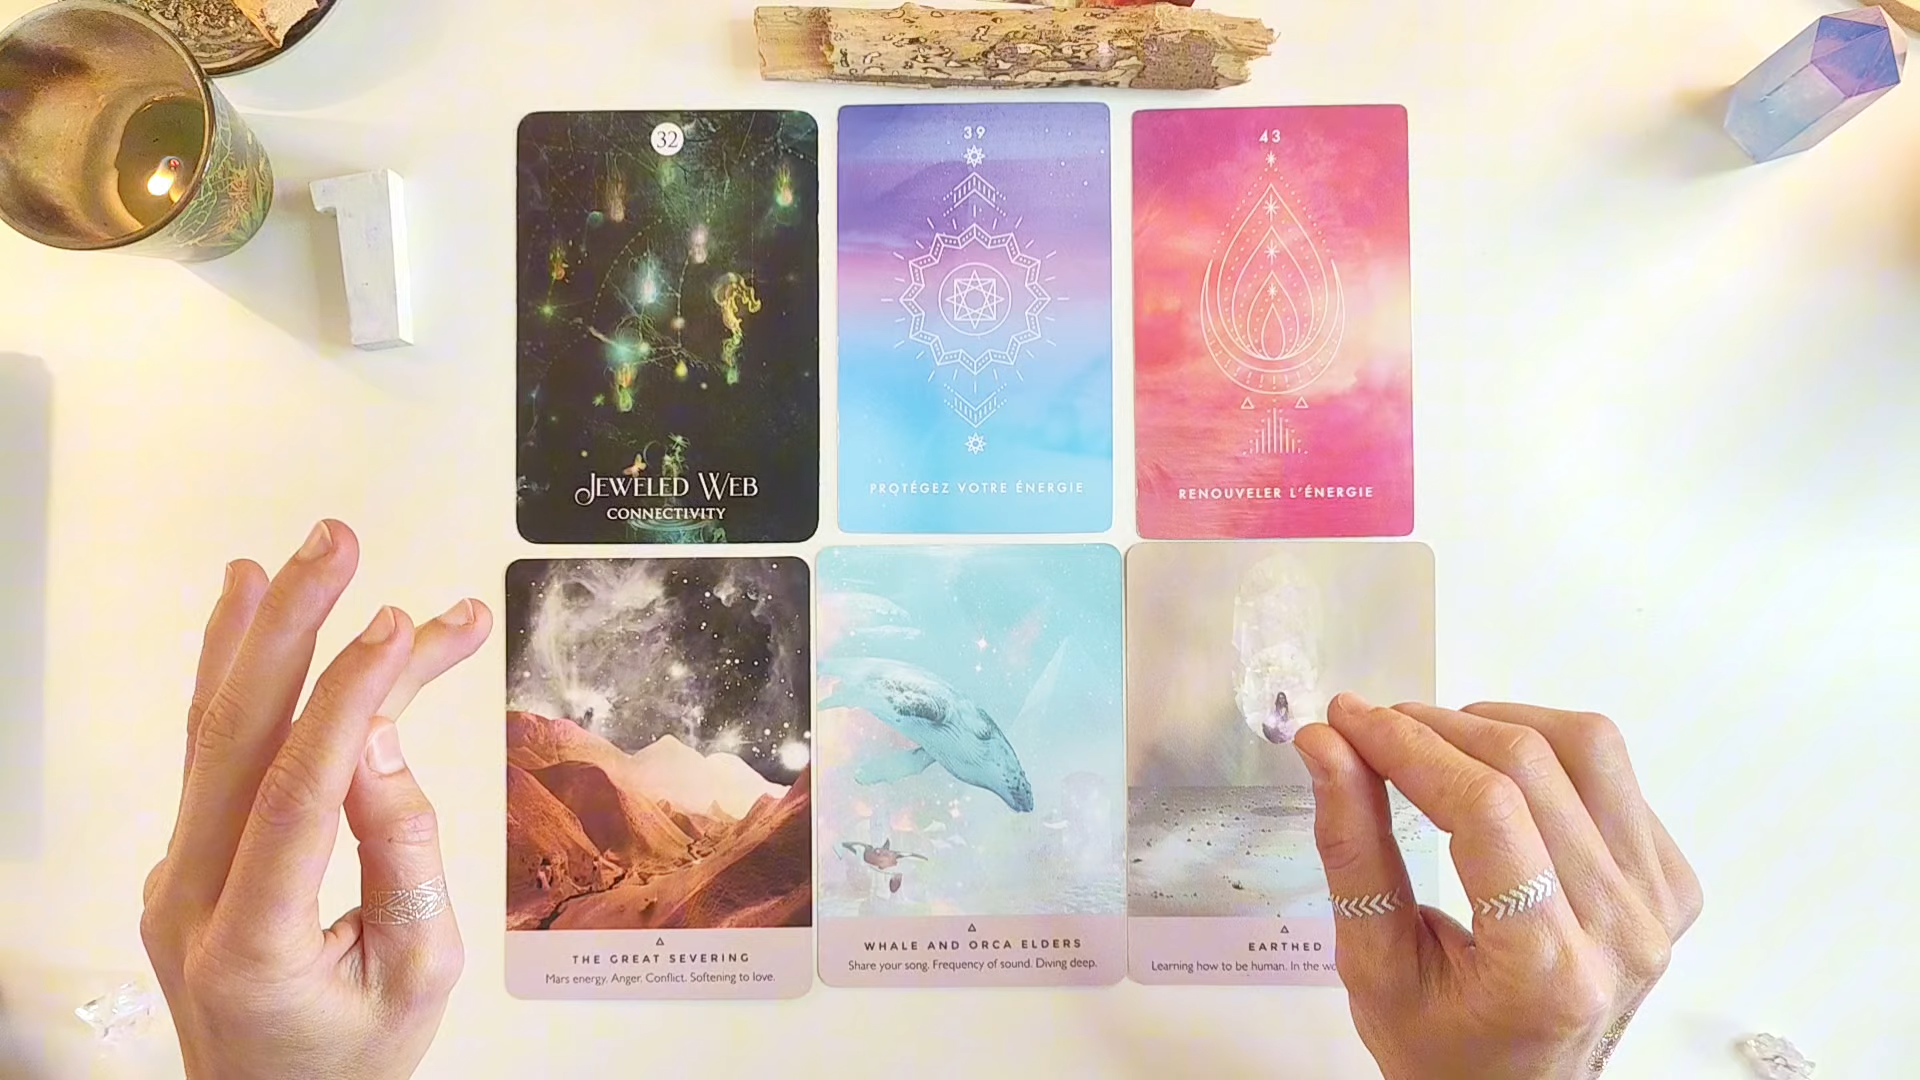 32
JEWELED WEB
CONNECTIVITY
39
PROTÉGEZ VOTRE ÉNERGIE
43
RENOUVELER L'ÉNERGIE
THE GREAT SEVERING
Mars energy. Anger. Conflict. Softening to love.
WHALE AND ORCA ELDERS
Share your song. Frequency of sound. Diving deep.
EARTHED
Learning how to be human. In the
1